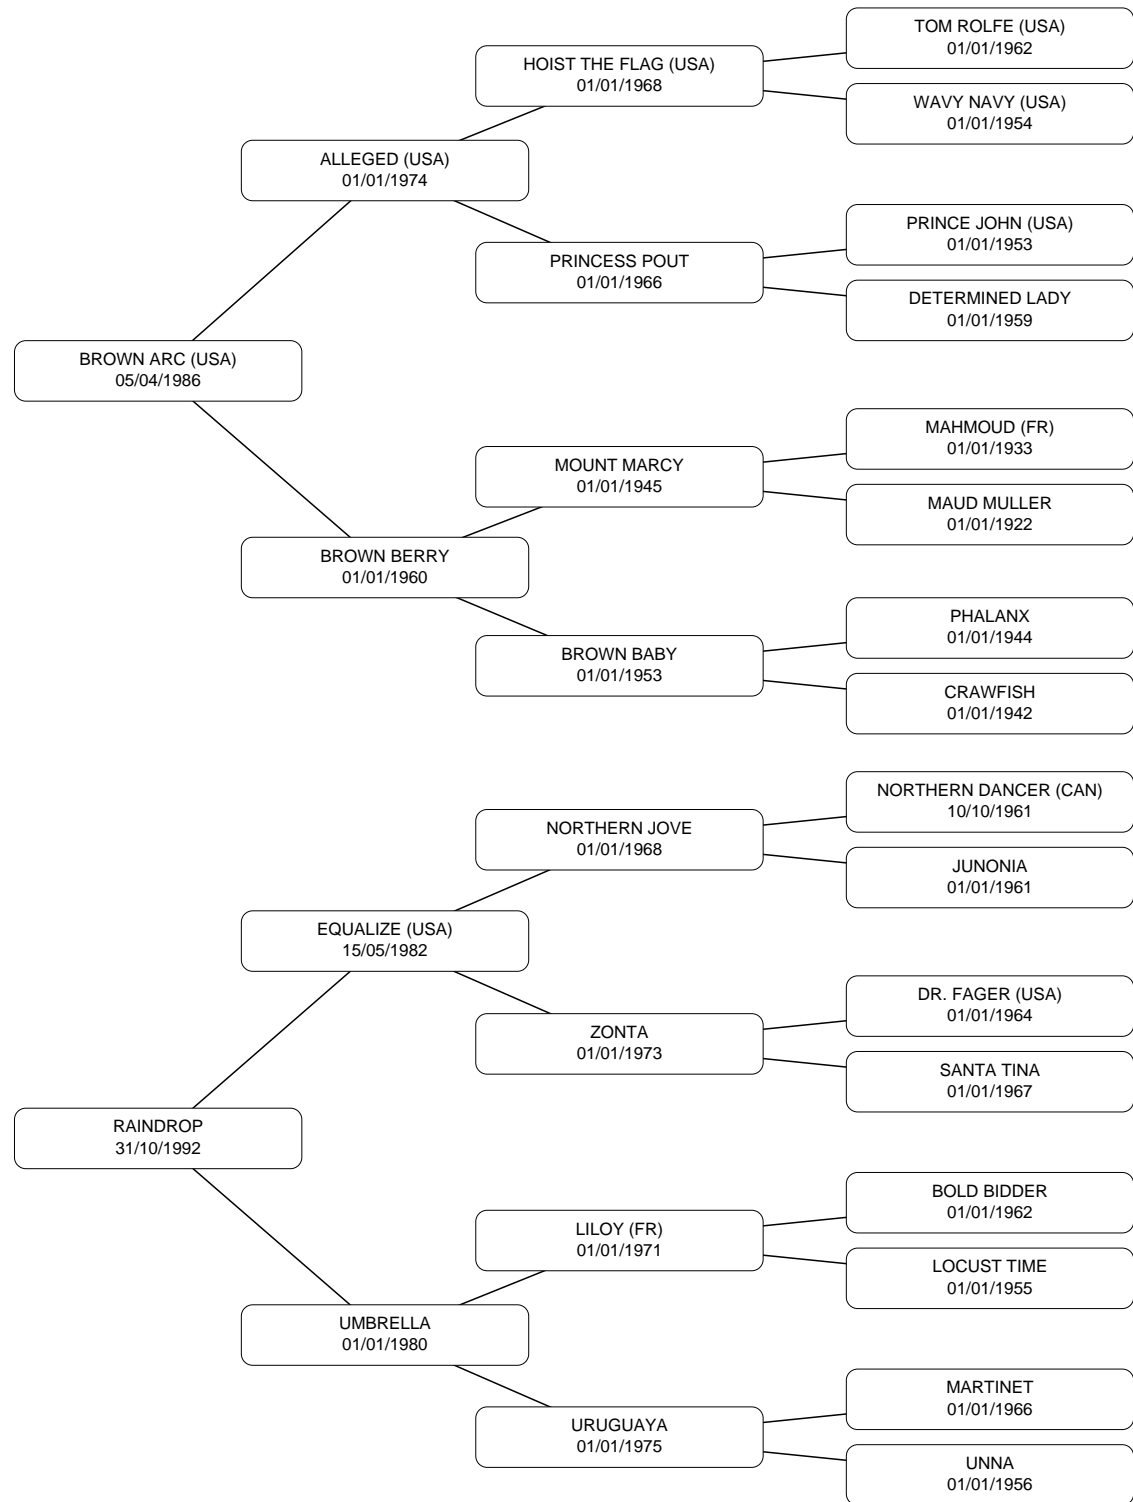 TOM ROLFE (USA)
01/01/1962
HOIST THE FLAG (USA)
01/01/1968
WAVY NAVY (USA)
01/01/1954
ALLEGED (USA)
01/01/1974
PRINCE JOHN (USA)
01/01/1953
PRINCESS POUT
01/01/1966
DETERMINED LADY
01/01/1959
BROWN ARC (USA)
05/04/1986
MAHMOUD (FR)
01/01/1933
MOUNT MARCY
01/01/1945
MAUD MULLER
01/01/1922
BROWN BERRY
01/01/1960
PHALANX
01/01/1944
BROWN BABY
01/01/1953
CRAWFISH
01/01/1942
NORTHERN DANCER (CAN)
10/10/1961
NORTHERN JOVE
01/01/1968
JUNONIA
01/01/1961
EQUALIZE (USA)
15/05/1982
DR. FAGER (USA)
01/01/1964
ZONTA
01/01/1973
SANTA TINA
01/01/1967
RAINDROP
31/10/1992
BOLD BIDDER
01/01/1962
LILOY (FR)
01/01/1971
LOCUST TIME
01/01/1955
UMBRELLA
01/01/1980
MARTINET
01/01/1966
URUGUAYA
01/01/1975
UNNA
01/01/1956